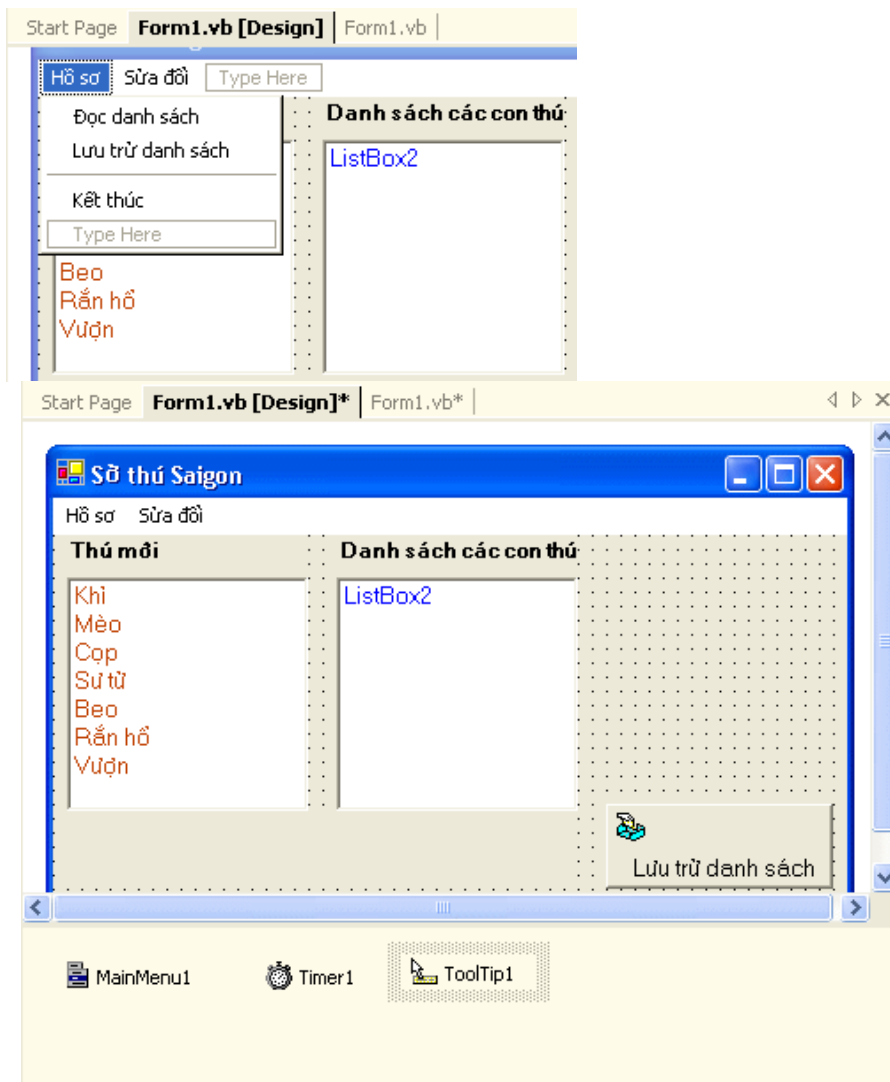 Start Page Form1.vb [Design] Form1.vb
Hồ sơ Sửa đổi Type Here
Đọc danh sách Danh sách các con thú
Lưu trử danh sách ListBox2
Kết thúc
Type Here
Beo
Rắn hổ
Vượn
Start Page Form1.vb [Design]* Form1.vb*
Sở thú Saigon
Hồ sơ Sửa đổi
Thú mới Danh sách các con thú
Khỉ ListBox2
Mèo
Cọp
Sư tử
Beo
Rắn hổ
Vượn
Lưu trử danh sách
MainMenu1 Timer1 ToolTip1